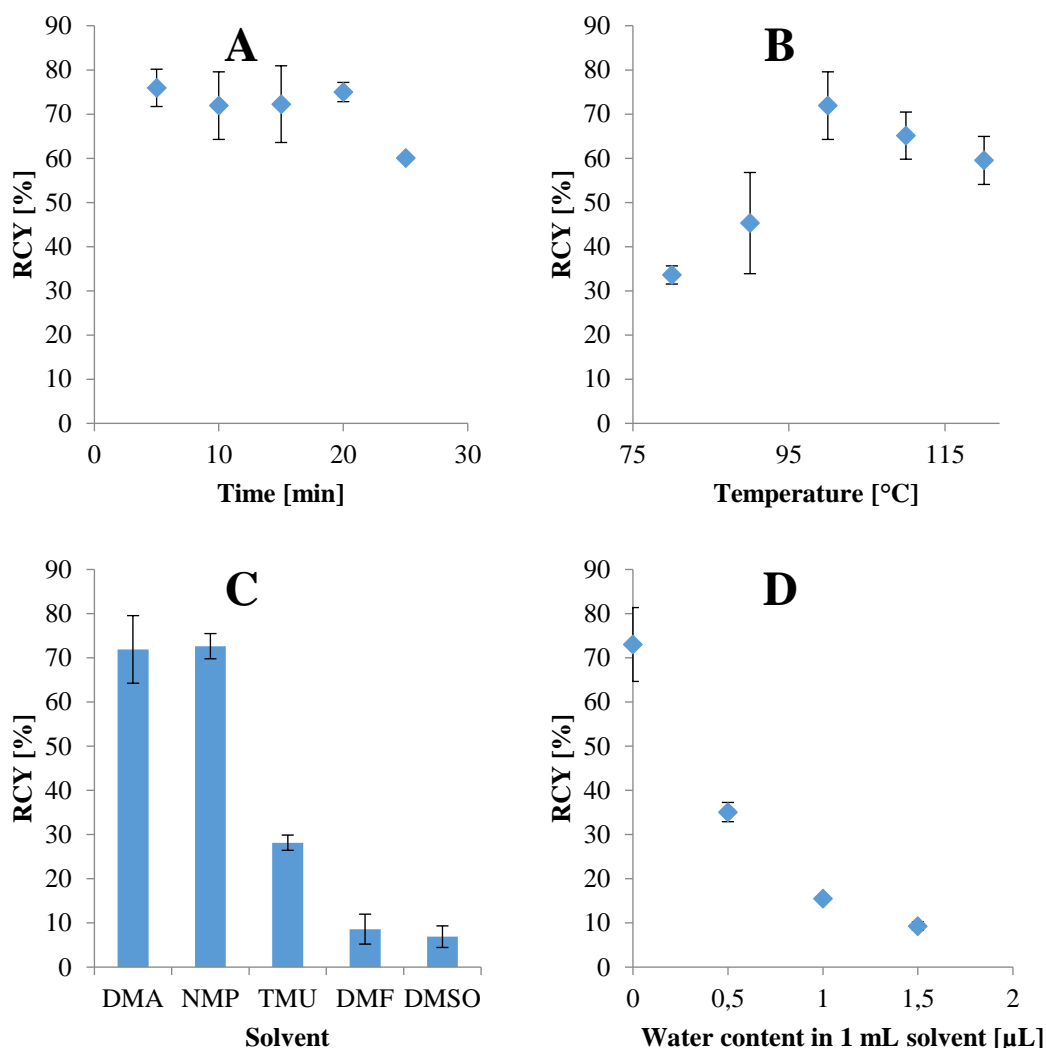 A
RCY [%]
90
80
70
60
50
40
30
20
10
0
0 10 20 30
Time [min]
B
RCY [%]
90
80
70
60
50
40
30
20
10
0
75 95 115
Temperature [°C]
C
RCY [%]
90
80
70
60
50
40
30
20
10
0
DMA NMP TMU DMF DMSO
Solvent
D
RCY [%]
90
80
70
60
50
40
30
20
10
0
0 0,5 1 1,5 2
Water content in 1 mL solvent [µL]